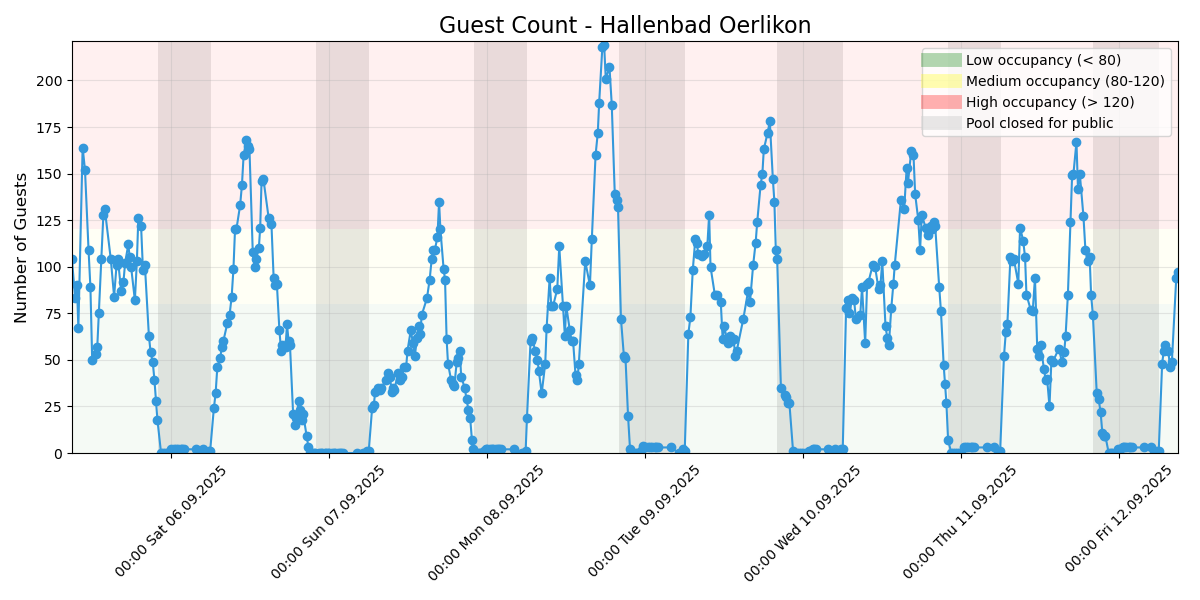 Guest Count - Hallenbad Oerlikon
Number of Guests
200
175
150
125
100
75
50
25
0
Low occupancy (< 80)
Medium occupancy (80-120)
High occupancy (> 120)
Pool closed for public
00:00 Sat 06.09.2025
00:00 Sun 07.09.2025
00:00 Mon 08.09.2025
00:00 Tue 09.09.2025
00:00 Wed 10.09.2025
00:00 Thu 11.09.2025
00:00 Fri 12.09.2025